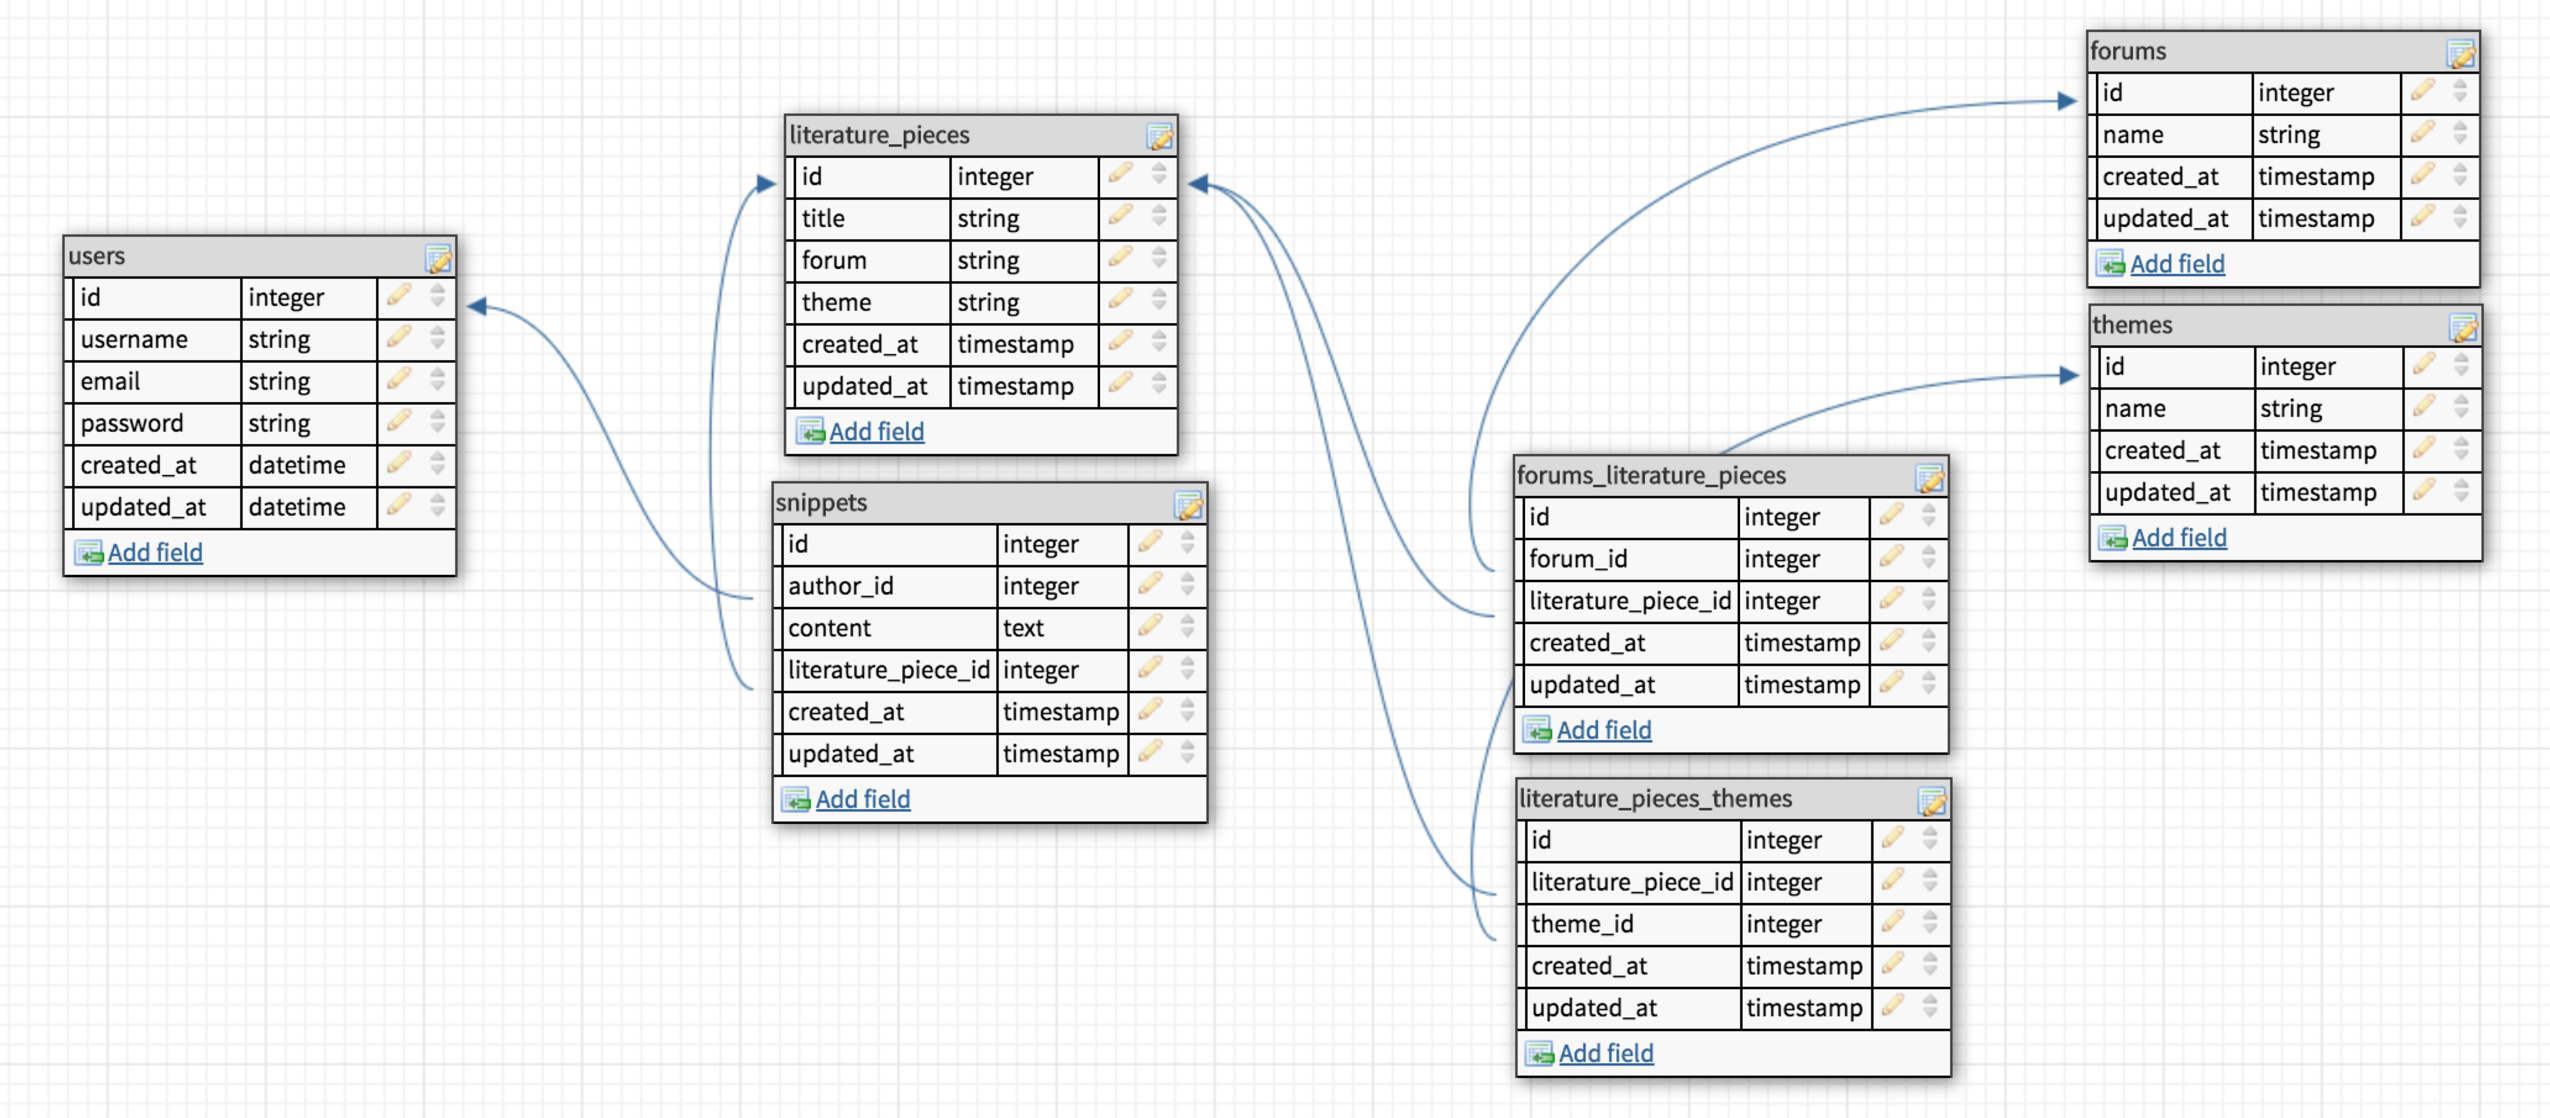 users
id integer
username string
email string
password string
created_at datetime
updated_at datetime
Add field
literature_pieces
id integer
title string
forum string
theme string
created_at timestamp
updated_at timestamp
Add field
snippets
id integer
author_id integer
content text
literature_piece_id integer
created_at timestamp
updated_at timestamp
Add field
forums_literature_pieces
id integer
forum_id integer
literature_piece_id integer
created_at timestamp
updated_at timestamp
Add field
literature_pieces_themes
id integer
literature_piece_id integer
theme_id integer
created_at timestamp
updated_at timestamp
Add field
forums
id integer
name string
created_at timestamp
updated_at timestamp
Add field
themes
id integer
name string
created_at timestamp
updated_at timestamp
Add field